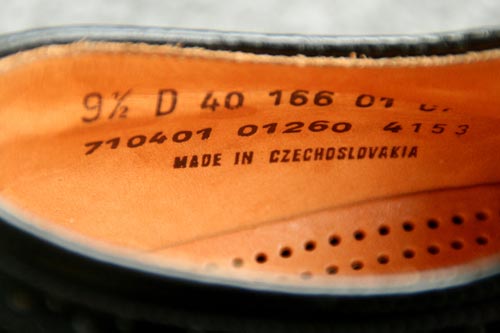 9½ D 40 166 01
710401 01260 4153
MADE IN CZECHOSLOVAKIA